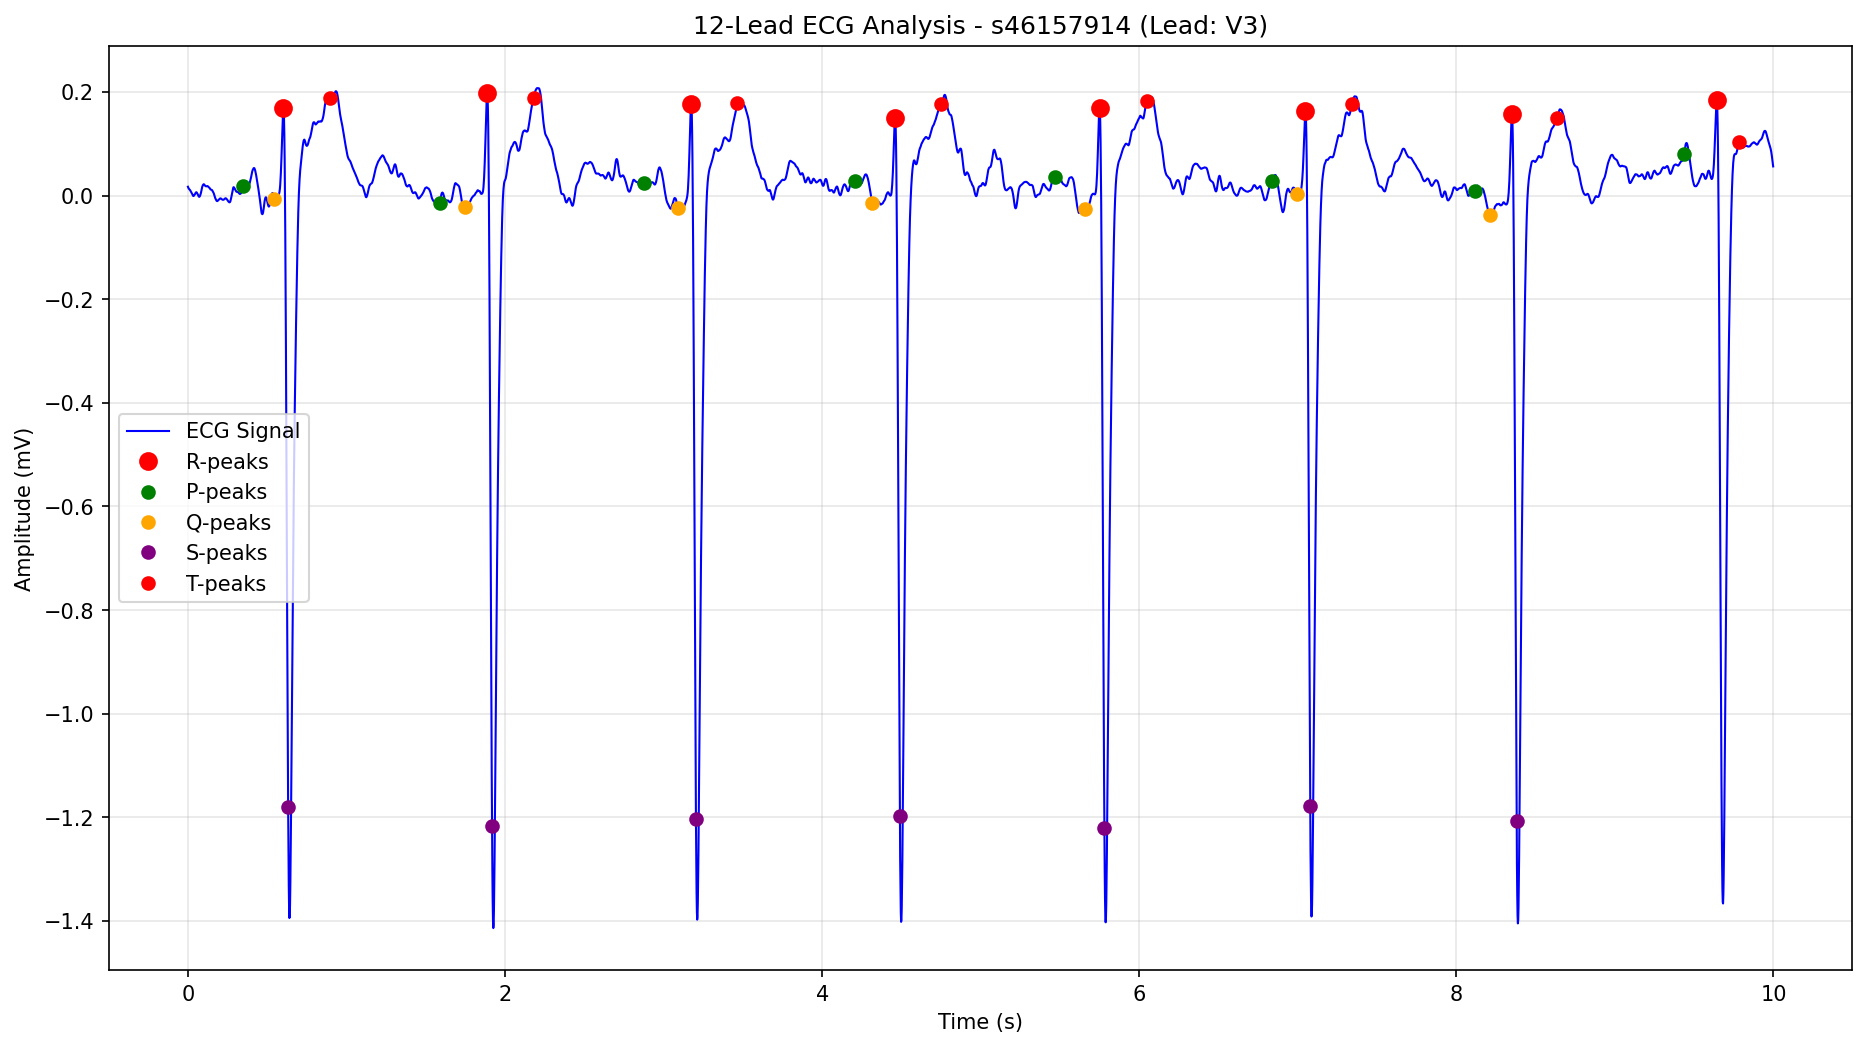 12-Lead ECG Analysis - s46157914 (Lead: V3)
Amplitude (mV)
0.2
0.0
−0.2
−0.4
−0.6
−0.8
−1.0
−1.2
−1.4
ECG Signal
R-peaks
P-peaks
Q-peaks
S-peaks
T-peaks
0 2 4 6 8 10
Time (s)